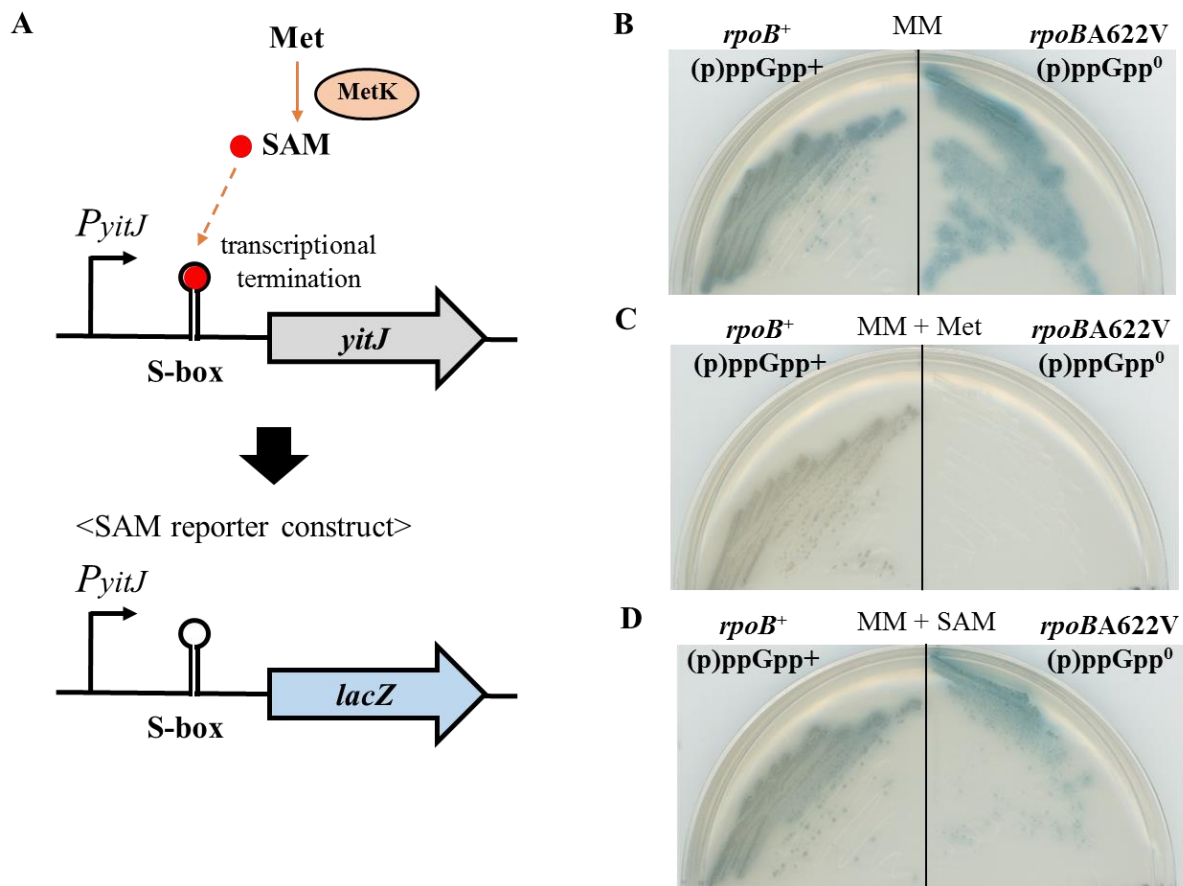 A
Met
MetK
SAM
PyitJ
transcriptional
termination
yitJ
S-box
<SAM reporter construct>
PyitJ
lacZ
S-box
B
rpoB⁺ MM rpoBA622V
(p)ppGpp+ (p)ppGpp⁰
C
rpoB⁺ MM + Met rpoBA622V
(p)ppGpp+ (p)ppGpp⁰
D
rpoB⁺ MM + SAM rpoBA622V
(p)ppGpp+ (p)ppGpp⁰